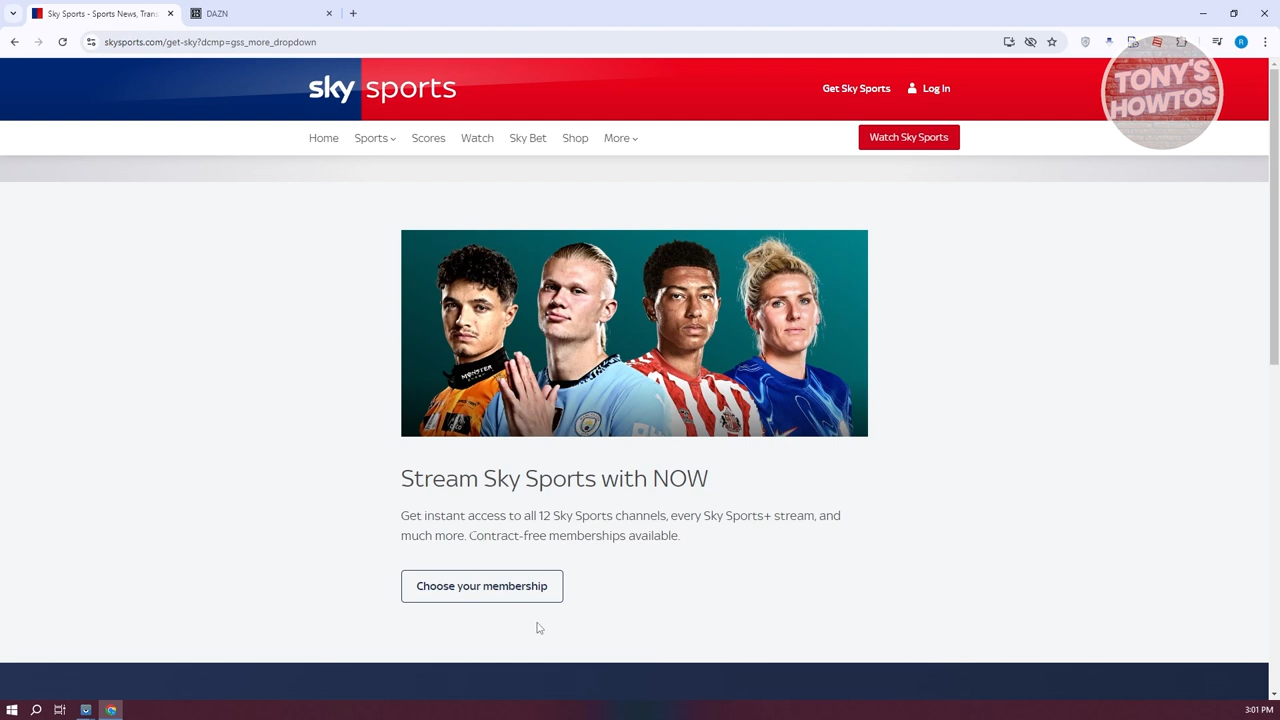 Sky Sports - Sports News, Trans
DAZN
skysports.com/get-sky?dcmp=gss_more_dropdown
R
TONY'S
HOWTOS
sky sports
Get Sky Sports
Log In
Home
Sports
Scores
Watch
Sky Bet
Shop
More
Watch Sky Sports
MONSTER
Stream Sky Sports with NOW
Get instant access to all 12 Sky Sports channels, every Sky Sports+ stream, and
much more. Contract-free memberships available.
Choose your membership
3:01 PM